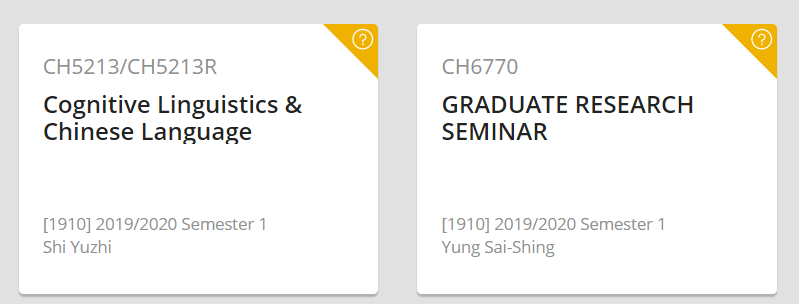 CH5213/CH5213R
Cognitive Linguistics &
Chinese Language
[1910] 2019/2020 Semester 1
Shi Yuzhi
CH6770
GRADUATE RESEARCH
SEMINAR
[1910] 2019/2020 Semester 1
Yung Sai-Shing